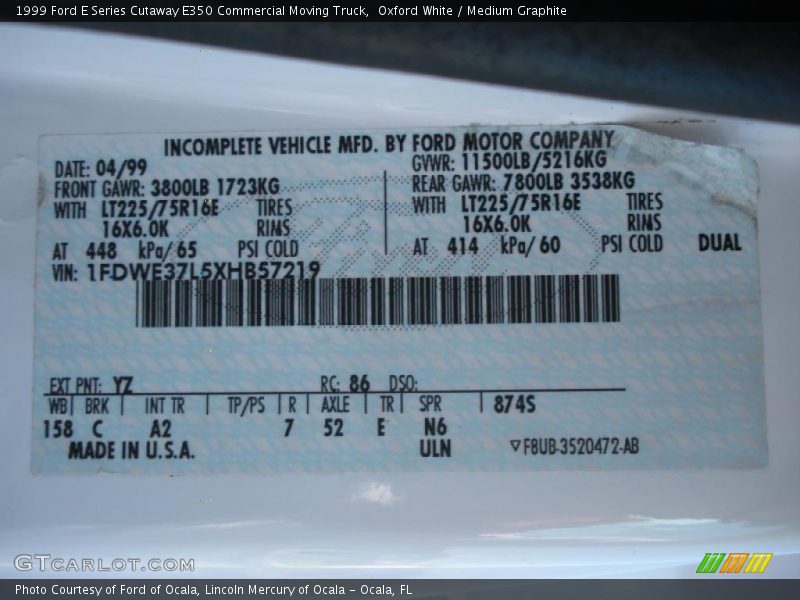 1999 Ford E Series Cutaway E350 Commercial Moving Truck, Oxford White / Medium Graphite
INCOMPLETE VEHICLE MFD. BY FORD MOTOR COMPANY
DATE: 04/99 GVWR: 11500LB/5216KG
FRONT GAWR: 3800LB 1723KG REAR GAWR: 7800LB 3538KG
WITH LT225/75R16E TIRES WITH LT225/75R16E TIRES
16X6.0K RIMS 16X6.0K RIMS
AT 448 kPa/ 65 PSI COLD AT 414 kPa/ 60 PSI COLD DUAL
VIN: 1FDWE37L5XHB57219
EXT PNT: YZ RC: 86 DSO:
WB BRK INT TR TP/PS R AXLE TR SPR 874S
158 C A2 7 52 E N6
MADE IN U.S.A. ULN ▽F8UB-3520472-AB
GTCARLOT.COM
Photo Courtesy of Ford of Ocala, Lincoln Mercury of Ocala – Ocala, FL